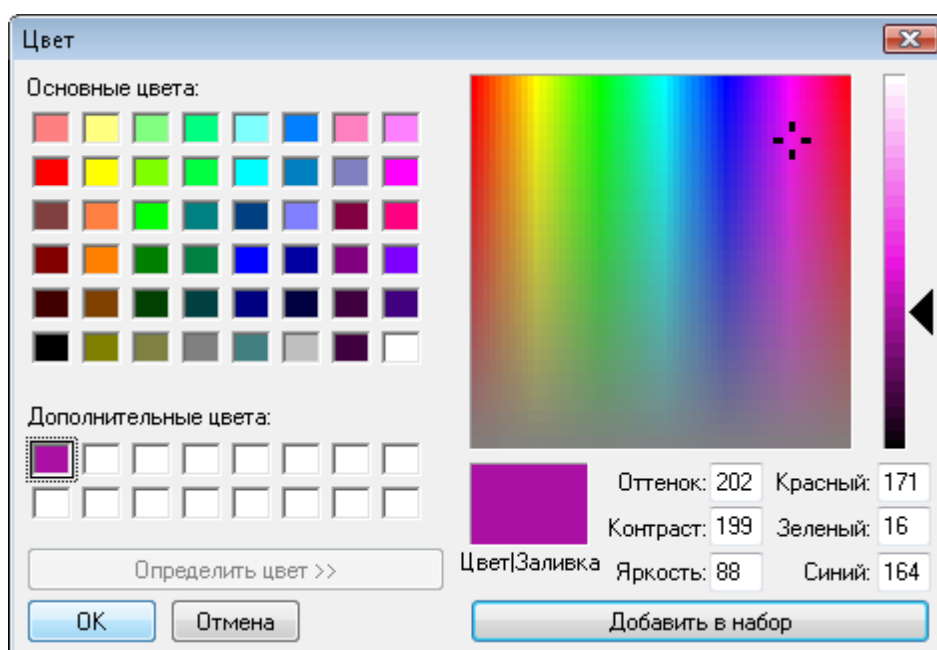 Цвет
Основные цвета:
Дополнительные цвета:
Определить цвет >>
OK
Отмена
Цвет|Заливка
Оттенок: 202
Контраст: 199
Яркость: 88
Красный: 171
Зеленый: 16
Синий: 164
Добавить в набор